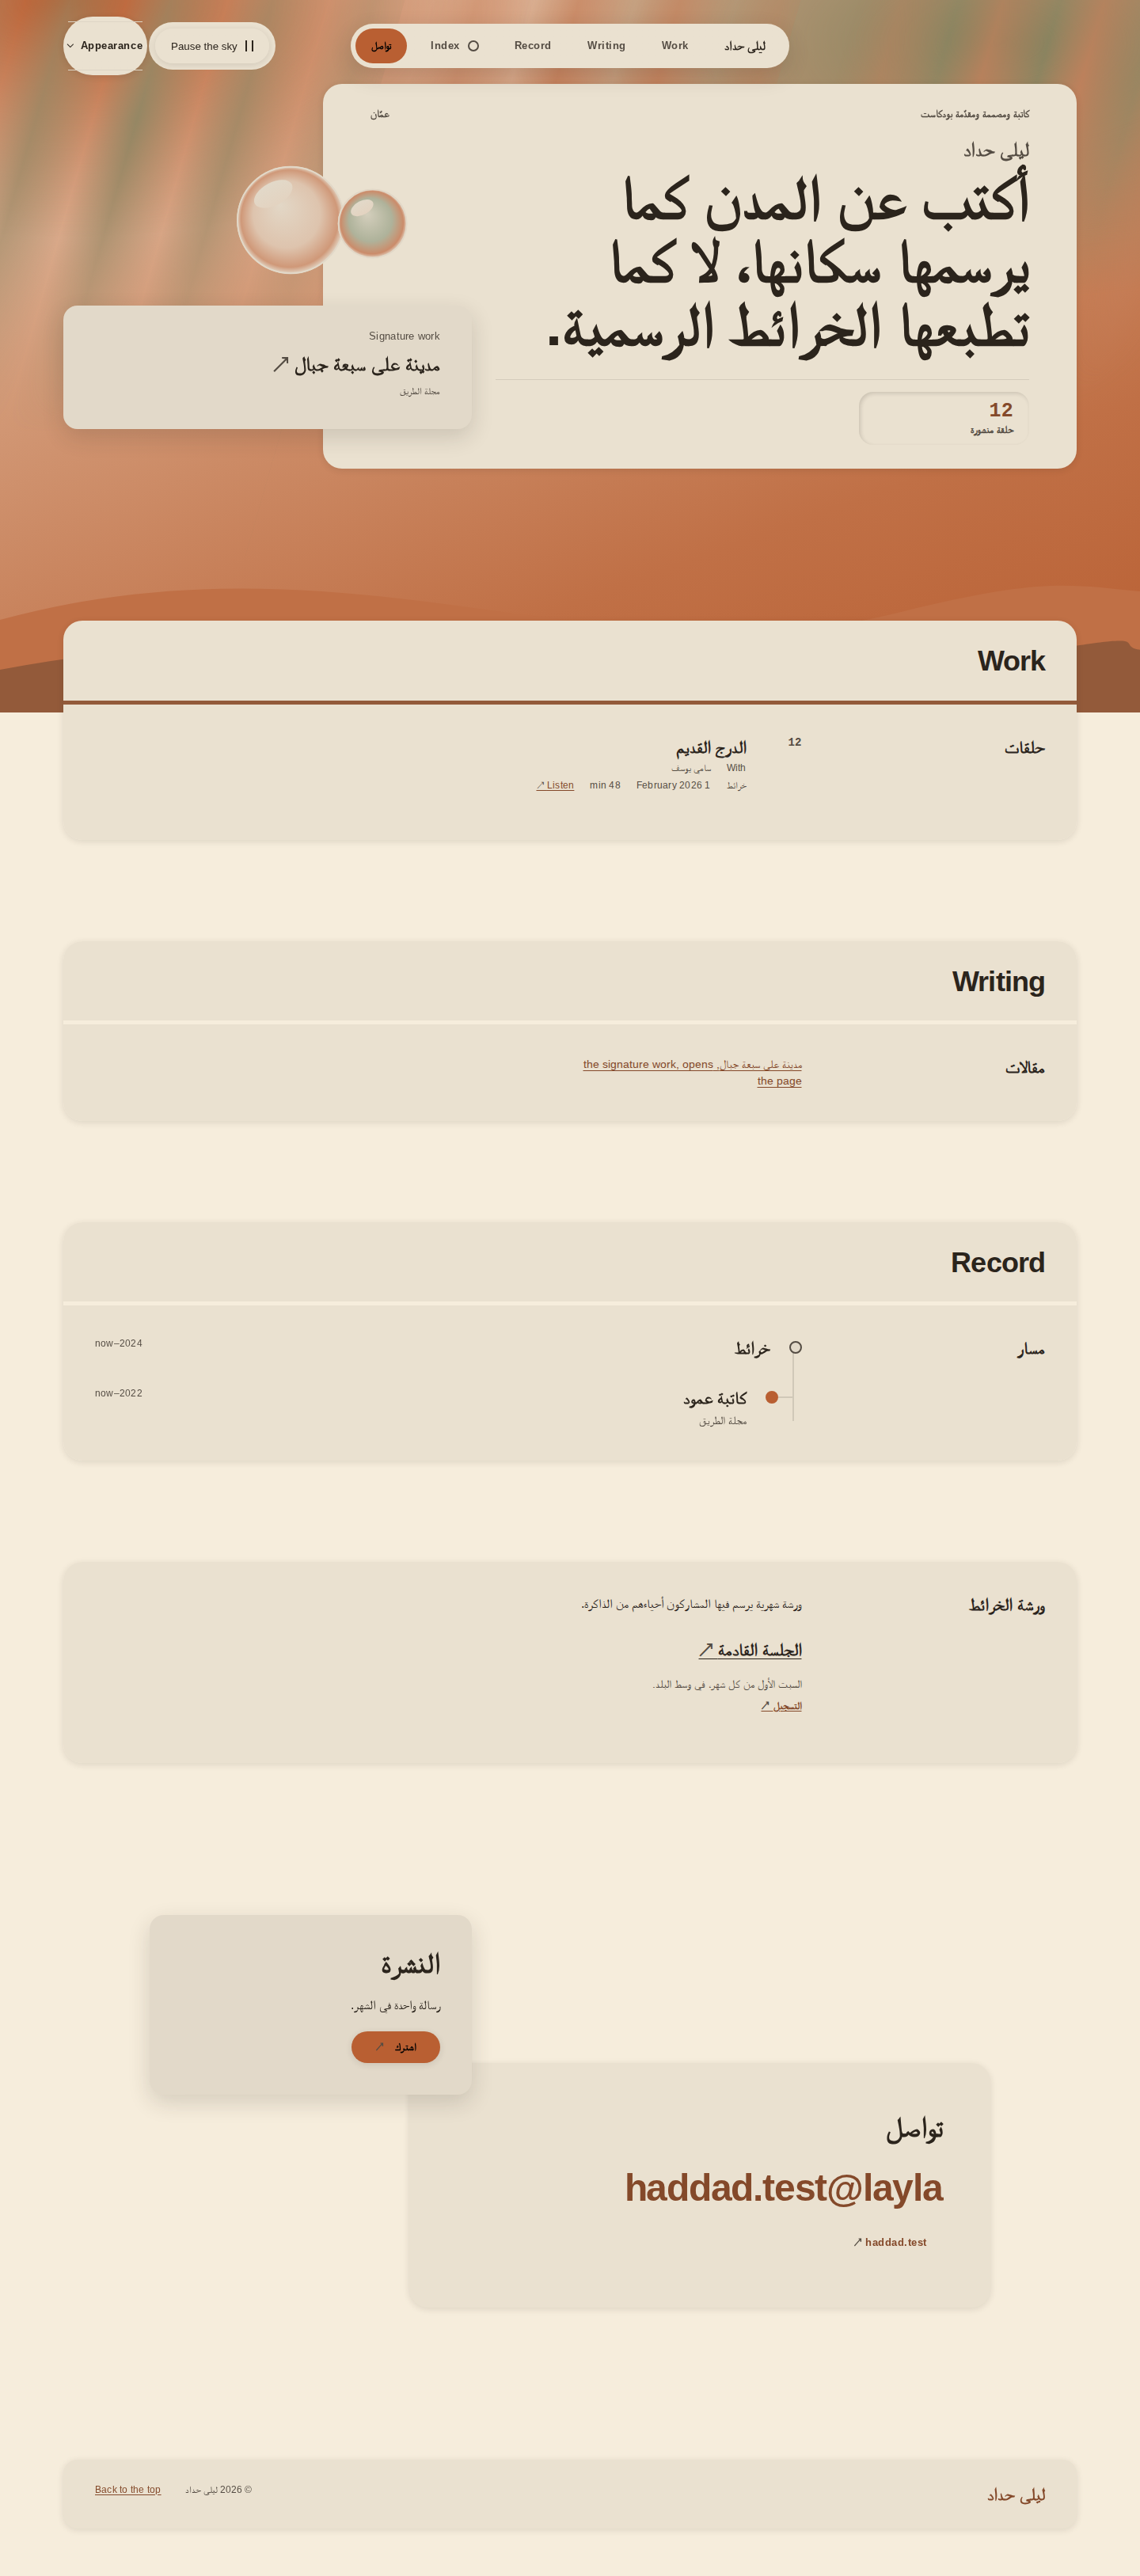 ليلى حداد
Work
Writing
Record
Index
تواصل
Pause the sky
Appearance
كاتبة ومصممة ومقدّمة بودكاست
عمّان
ليلى حداد
أكتب عن المدن كما
يرسمها سكانها، لا كما
تطبعها الخرائط الرسمية.
12
حلقة منشورة
Signature work
مدينة على سبعة جبال ↗
مجلة الطريق
Work
حلقات
12
الدرج القديم
With سامي يوسف
خرائط 1 February 2026 48 min Listen ↗
Writing
مقالات
مدينة على سبعة جبال, the signature work, opens
the page
Record
مسار
خرائط
2024–now
كاتبة عمود
2022–now
مجلة الطريق
ورشة الخرائط
ورشة شهرية يرسم فيها المشاركون أحياءهم من الذاكرة.
الجلسة القادمة ↗
السبت الأول من كل شهر، في وسط البلد.
التسجيل ↗
النشرة
رسالة واحدة في الشهر.
اشترك ↗
تواصل
haddad.test@layla
haddad.test ↗
ليلى حداد
© 2026 ليلى حداد
Back to the top